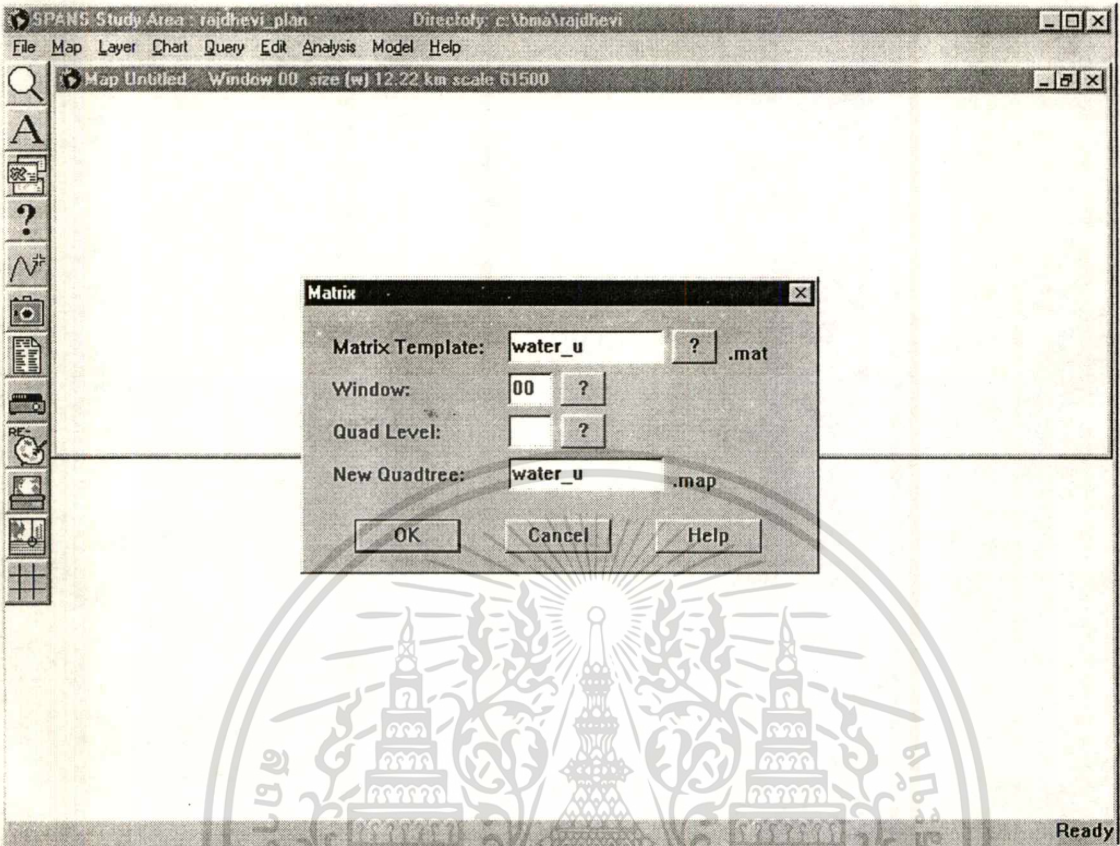 SPANS Study Area : rajdhevi_plan : Directory: c:\bma\rajdhevi
File Map Layer Chart Query Edit Analysis Model Help
Map Untitled Window 00 size (w) 12.22 km scale 61500
Matrix
Matrix Template: water_u ? .mat
Window: 00 ?
Quad Level: ?
New Quadtree: water_u .map
OK Cancel Help
RE-
Ready